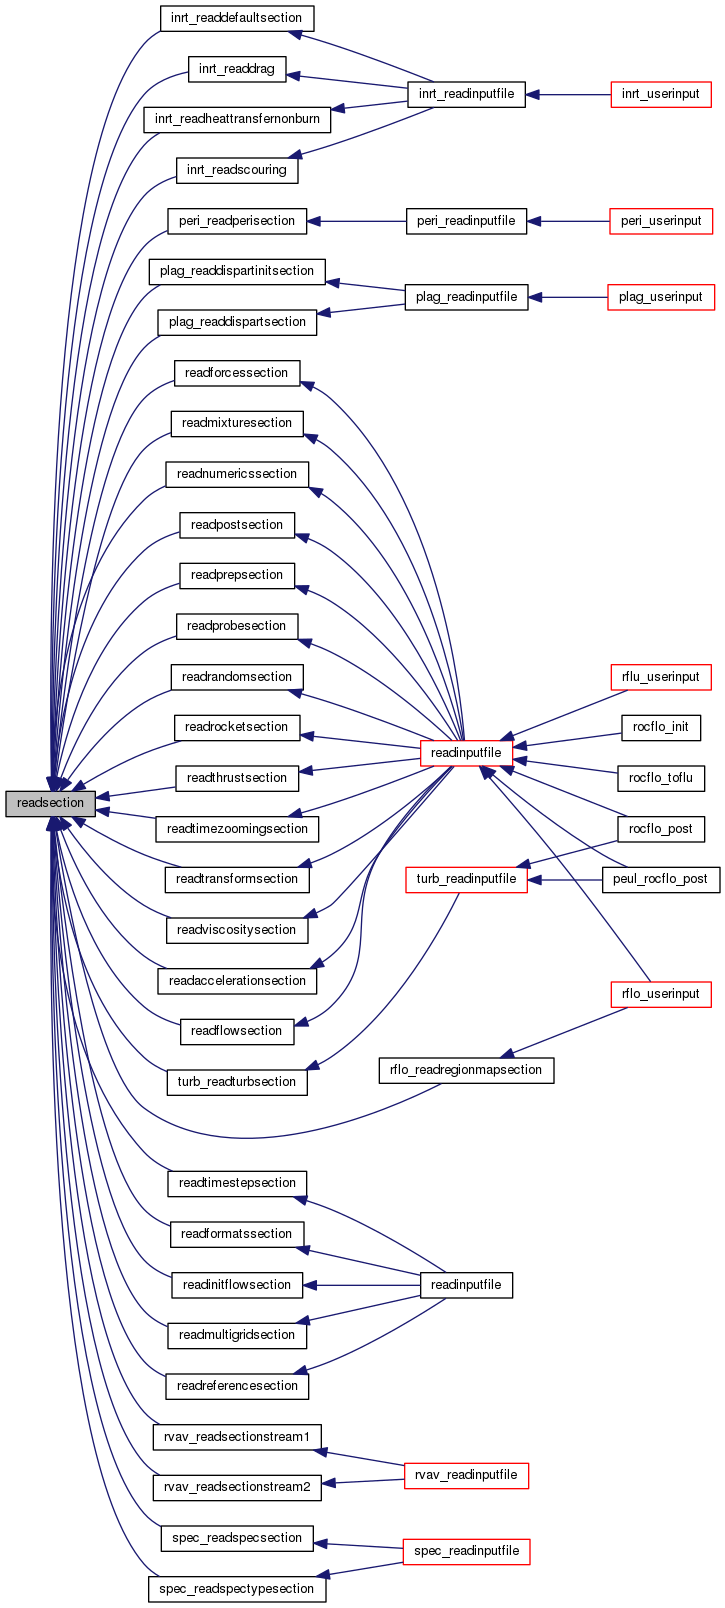 inrt_readdefaultsection
inrt_readdrag
inrt_readinputfile
inrt_userinput
inrt_readheattransfernonburn
inrt_readscouring
peri_readperisection
peri_readinputfile
peri_userinput
plag_readdispartinitsection
plag_readinputfile
plag_userinput
plag_readdispartsection
readforcessection
readmixturesection
readnumericssection
readpostsection
readprepsection
readprobesection
readrandomsection
rflu_userinput
readrocketsection
rocflo_init
readinputfile
readthrustsection
rocflo_toflu
readsection
readtimezoomingsection
rocflo_post
readtransformsection
turb_readinputfile
peul_rocflo_post
readviscositysection
readaccelerationsection
rflo_userinput
readflowsection
turb_readturbsection
rflo_readregionmapsection
readtimestepsection
readformatssection
readinitflowsection
readinputfile
readmultigridsection
readreferencesection
rvav_readsectionstream1
rvav_readinputfile
rvav_readsectionstream2
spec_readspecsection
spec_readinputfile
spec_readspectypesection